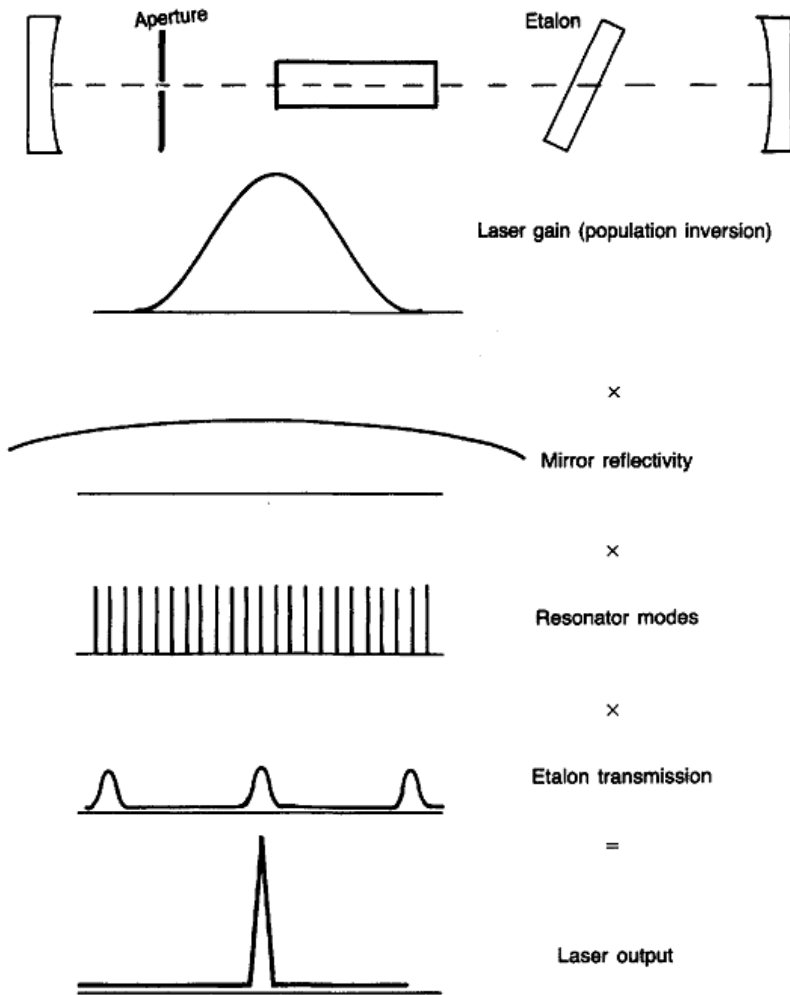 Aperture
Etalon
Laser gain (population inversion)
×
Mirror reflectivity
×
Resonator modes
×
Etalon transmission
=
Laser output